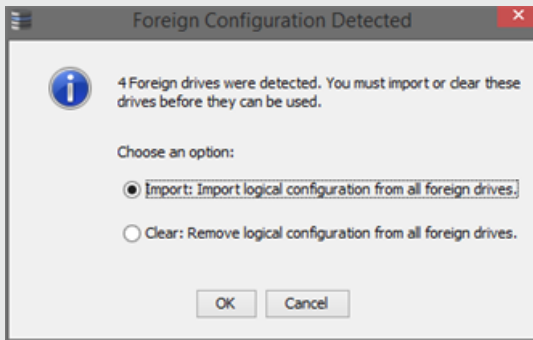 Foreign Configuration Detected
4 Foreign drives were detected. You must import or clear these
drives before they can be used.
Choose an option:
Import: Import logical configuration from all foreign drives.
Clear: Remove logical configuration from all foreign drives.
OK Cancel